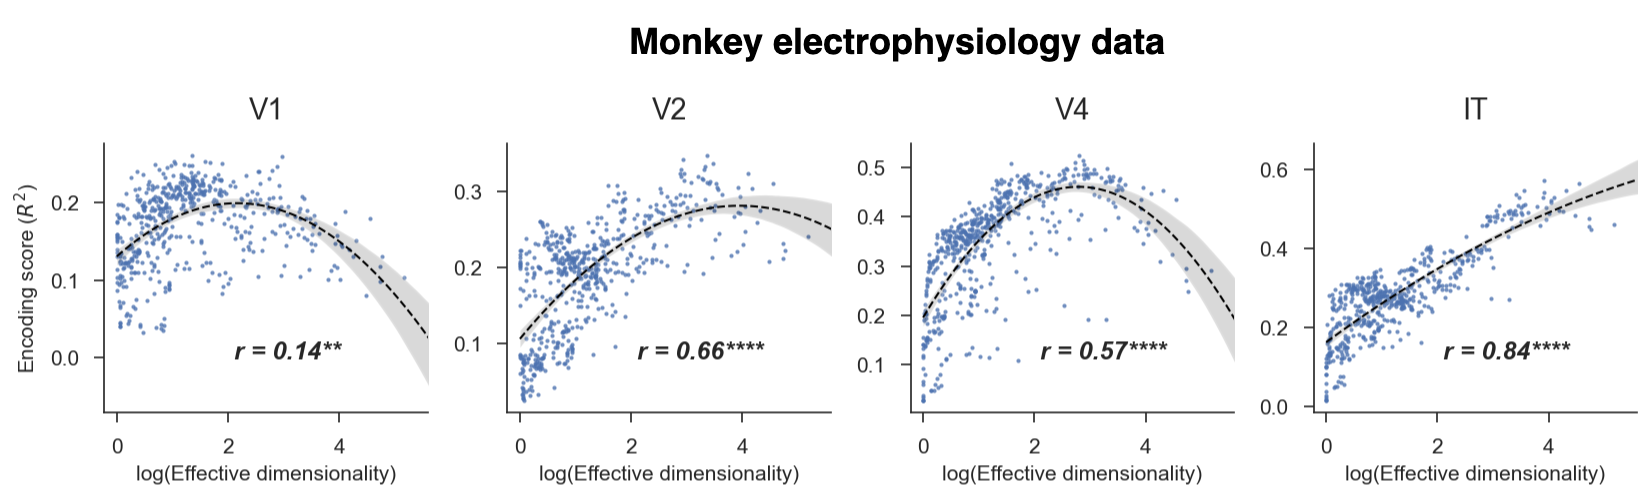 Monkey electrophysiology data
V1
V2
V4
IT
Encoding score (R²)
0.2
0.1
0.0
r = 0.14**
0
2
4
log(Effective dimensionality)
0.3
0.2
0.1
r = 0.66****
0
2
4
log(Effective dimensionality)
0.5
0.4
0.3
0.2
0.1
r = 0.57****
0
2
4
log(Effective dimensionality)
0.6
0.4
0.2
0.0
r = 0.84****
0
2
4
log(Effective dimensionality)